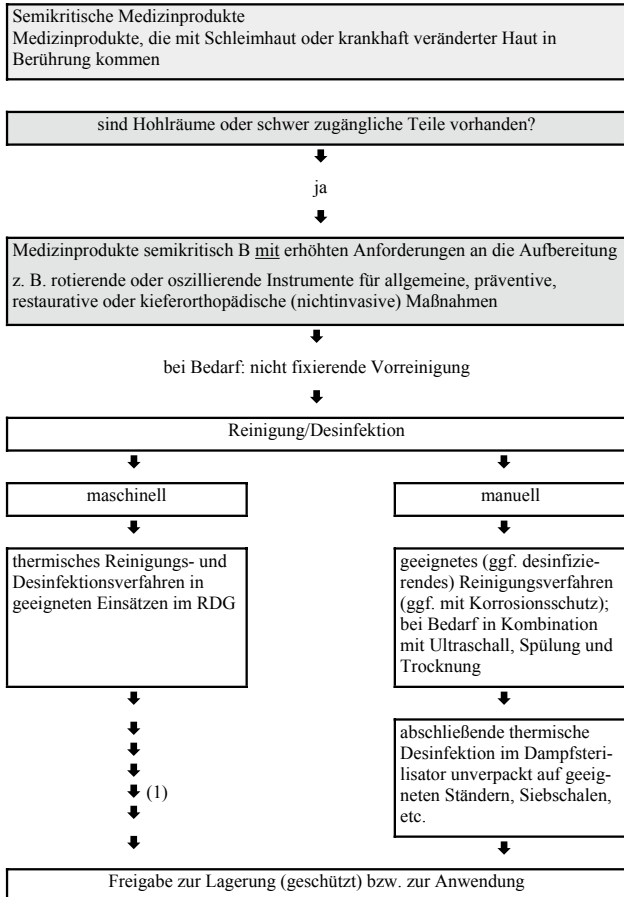 Semikritische Medizinprodukte
Medizinprodukte, die mit Schleimhaut oder krankhaft veränderter Haut in
Berührung kommen
sind Hohlräume oder schwer zugängliche Teile vorhanden?
ja
Medizinprodukte semikritisch B mit erhöhten Anforderungen an die Aufbereitung
z. B. rotierende oder oszillierende Instrumente für allgemeine, präventive,
restaurative oder kieferorthopädische (nichtinvasive) Maßnahmen
bei Bedarf: nicht fixierende Vorreinigung
Reinigung/Desinfektion
maschinell
thermisches Reinigungs- und
Desinfektionsverfahren in
geeigneten Einsätzen im RDG
(1)
manuell
geeignetes (ggf. desinfizie-
rendes) Reinigungsverfahren
(ggf. mit Korrosionsschutz);
bei Bedarf in Kombination
mit Ultraschall, Spülung und
Trocknung
abschließende thermische
Desinfektion im Dampfsteri-
lisator unverpackt auf geeig-
neten Ständern, Siebschalen,
etc.
Freigabe zur Lagerung (geschützt) bzw. zur Anwendung